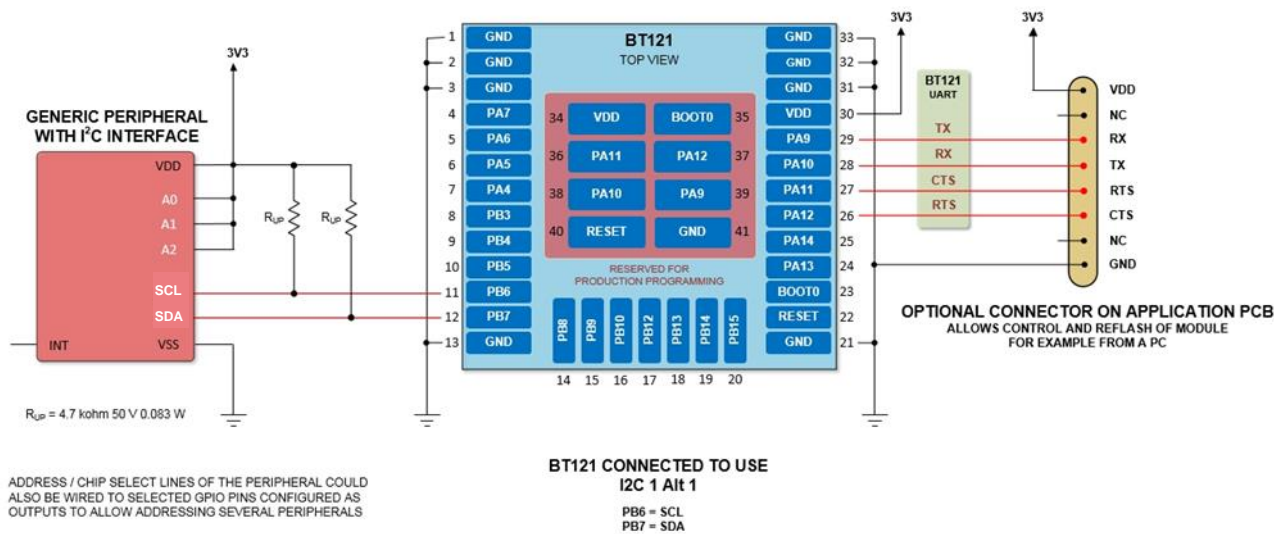 3V3
GENERIC PERIPHERAL
WITH I²C INTERFACE
VDD
A0
A1
A2
SCL
SDA
INT
VSS
R_UP
R_UP
R_UP = 4.7 kohm 50 V 0.083 W
ADDRESS / CHIP SELECT LINES OF THE PERIPHERAL COULD
ALSO BE WIRED TO SELECTED GPIO PINS CONFIGURED AS
OUTPUTS TO ALLOW ADDRESSING SEVERAL PERIPHERALS
BT121
TOP VIEW
1 GND
2 GND
3 GND
4 PA7
5 PA6
6 PA5
7 PA4
8 PB3
9 PB4
10 PB5
11 PB6
12 PB7
13 GND
34 VDD BOOT0 35
36 PA11 PA12 37
38 PA10 PA9 39
40 RESET GND 41
RESERVED FOR
PRODUCTION PROGRAMMING
PB8 PB9 PB10 PB12 PB13 PB14 PB15
14 15 16 17 18 19 20
GND 33
GND 32
GND 31
VDD 30
PA9 29
PA10 28
PA11 27
PA12 26
PA14 25
PA13 24
BOOT0 23
RESET 22
GND 21
3V3
BT121
UART
TX
RX
CTS
RTS
3V3
VDD
NC
RX
TX
RTS
CTS
NC
GND
OPTIONAL CONNECTOR ON APPLICATION PCB
ALLOWS CONTROL AND REFLASH OF MODULE
FOR EXAMPLE FROM A PC
BT121 CONNECTED TO USE
I2C 1 Alt 1
PB6 = SCL
PB7 = SDA